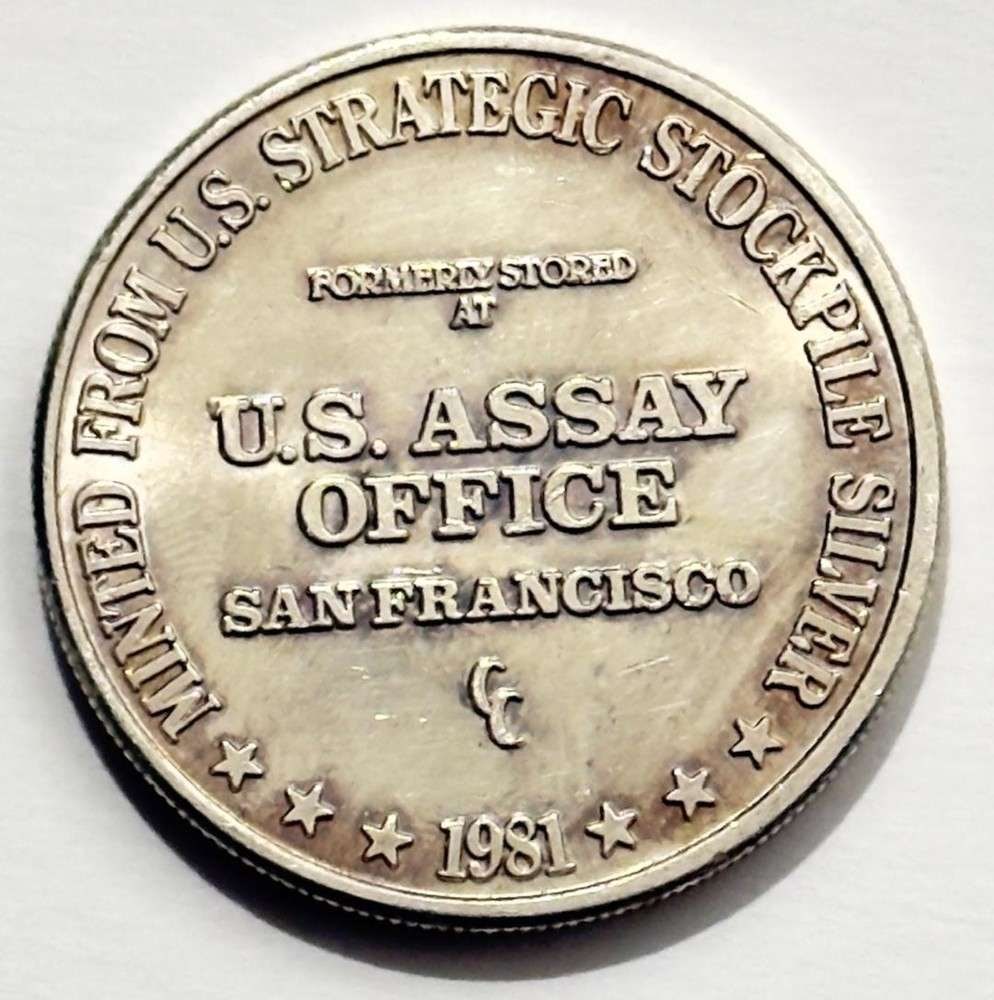 MINTED FROM U.S. STRATEGIC STOCKPILE SILVER
FORMERLY STORED
AT
U.S. ASSAY
OFFICE
SAN FRANCISCO
CC
1981